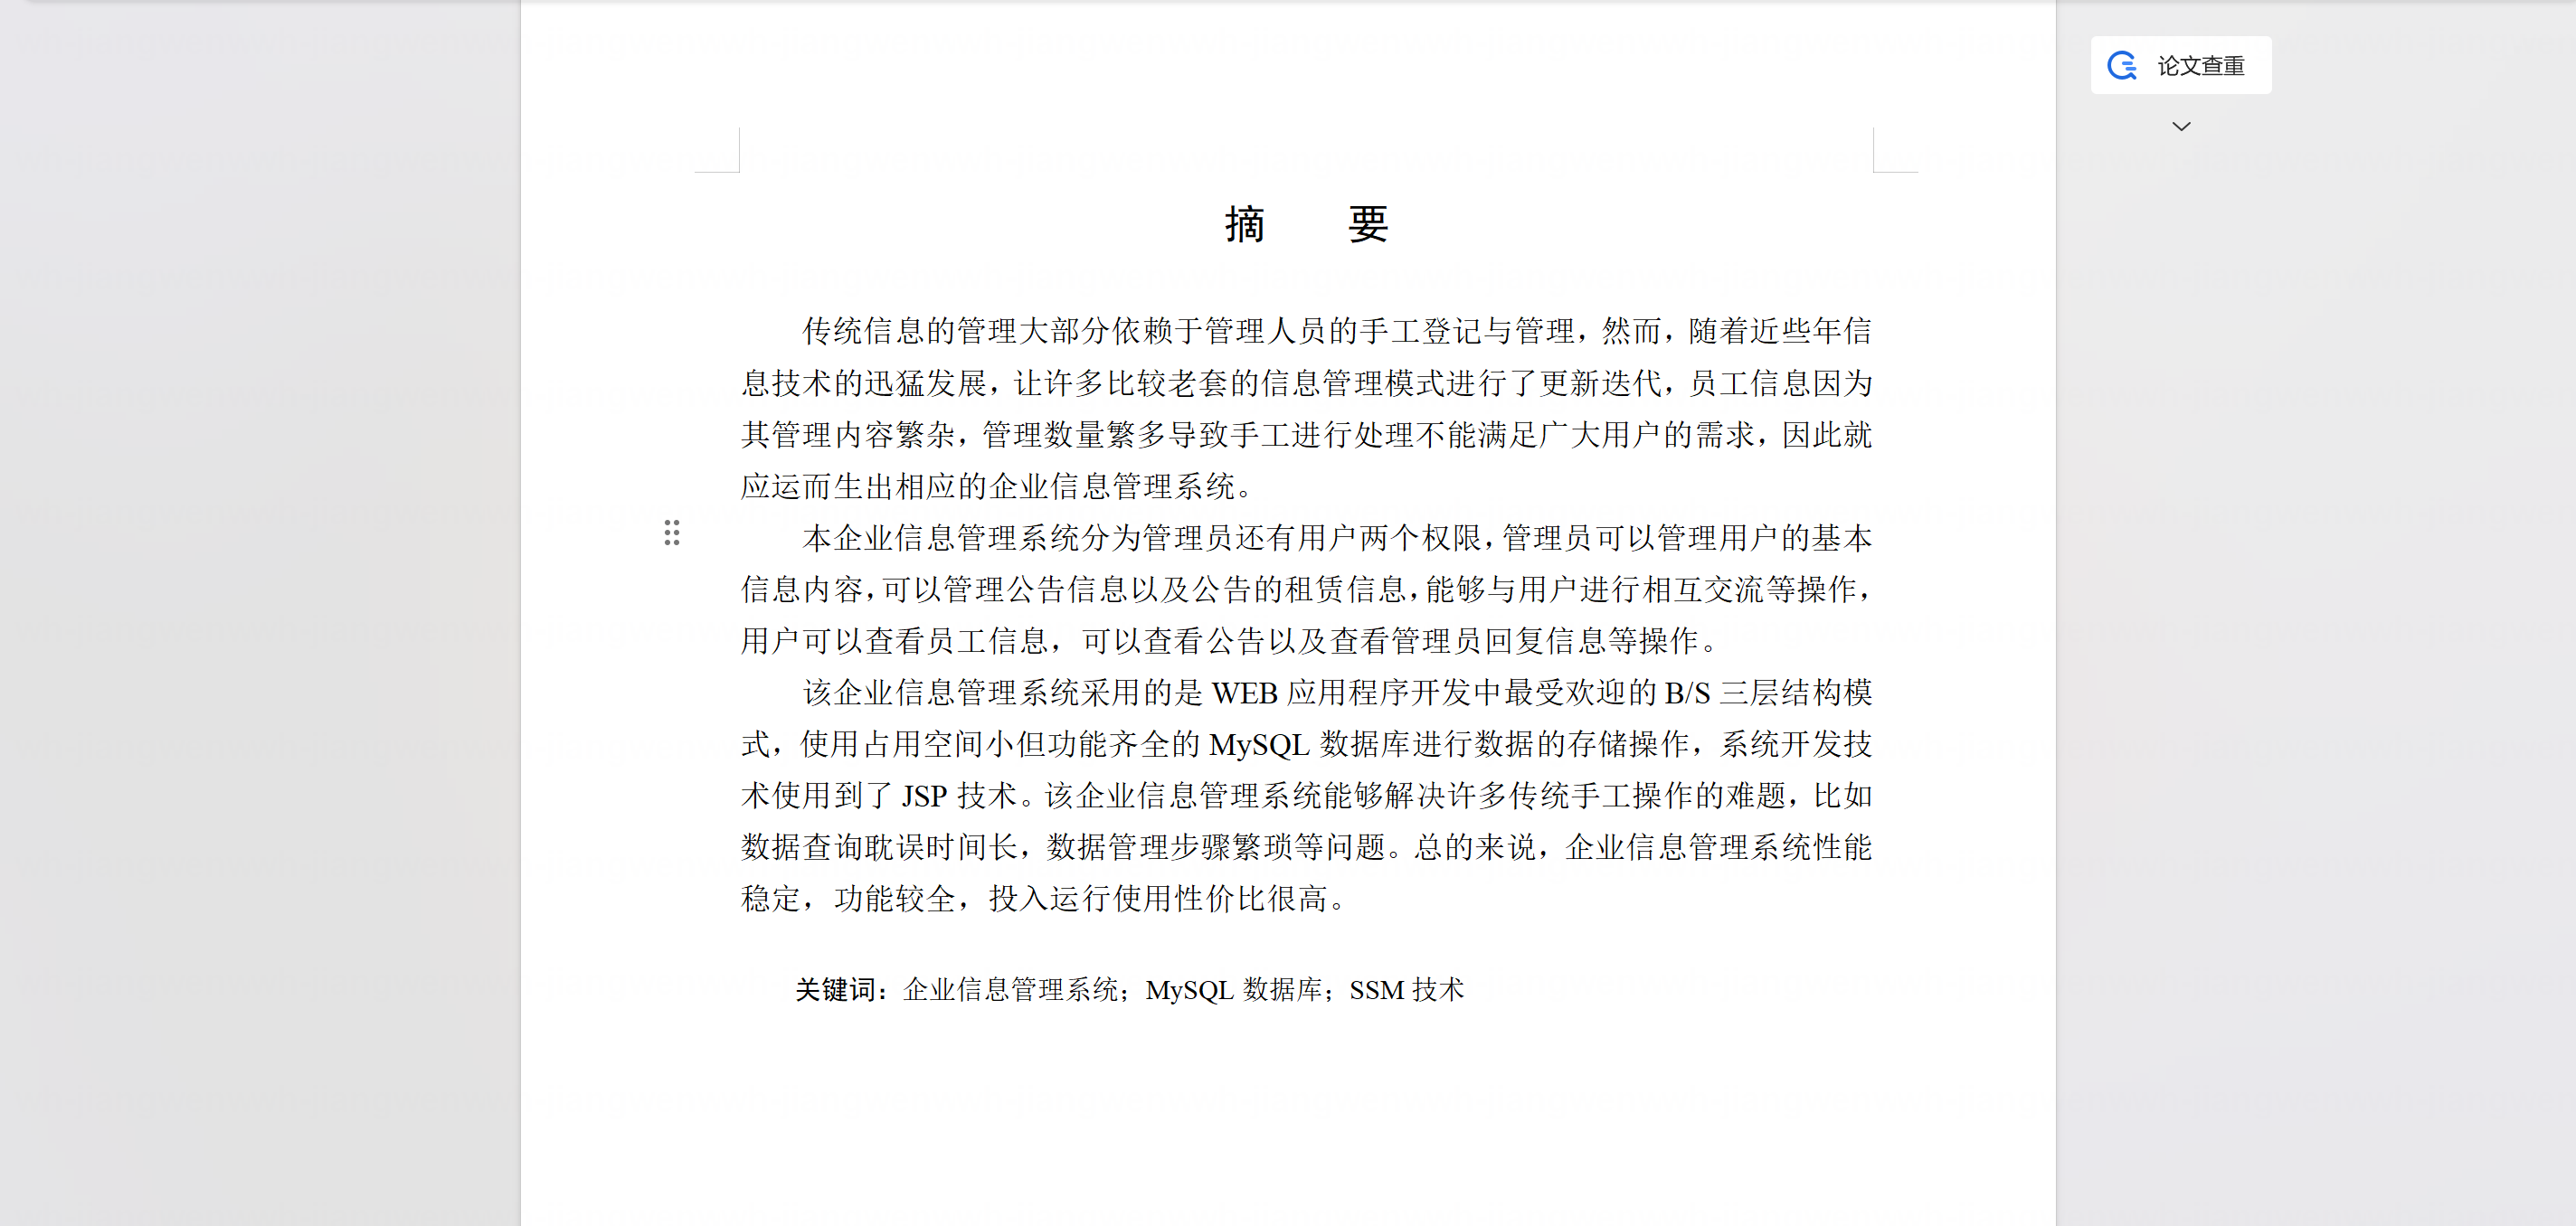 论文查重
摘 要
传统信息的管理大部分依赖于管理人员的手工登记与管理，然而，随着近些年信
息技术的迅猛发展，让许多比较老套的信息管理模式进行了更新迭代，员工信息因为
其管理内容繁杂，管理数量繁多导致手工进行处理不能满足广大用户的需求，因此就
应运而生出相应的企业信息管理系统。
本企业信息管理系统分为管理员还有用户两个权限，管理员可以管理用户的基本
信息内容，可以管理公告信息以及公告的租赁信息，能够与用户进行相互交流等操作，
用户可以查看员工信息，可以查看公告以及查看管理员回复信息等操作。
该企业信息管理系统采用的是 WEB 应用程序开发中最受欢迎的 B/S 三层结构模
式，使用占用空间小但功能齐全的 MySQL 数据库进行数据的存储操作，系统开发技
术使用到了 JSP 技术。该企业信息管理系统能够解决许多传统手工操作的难题，比如
数据查询耽误时间长，数据管理步骤繁琐等问题。总的来说，企业信息管理系统性能
稳定，功能较全，投入运行使用性价比很高。
关键词：企业信息管理系统；MySQL 数据库；SSM 技术